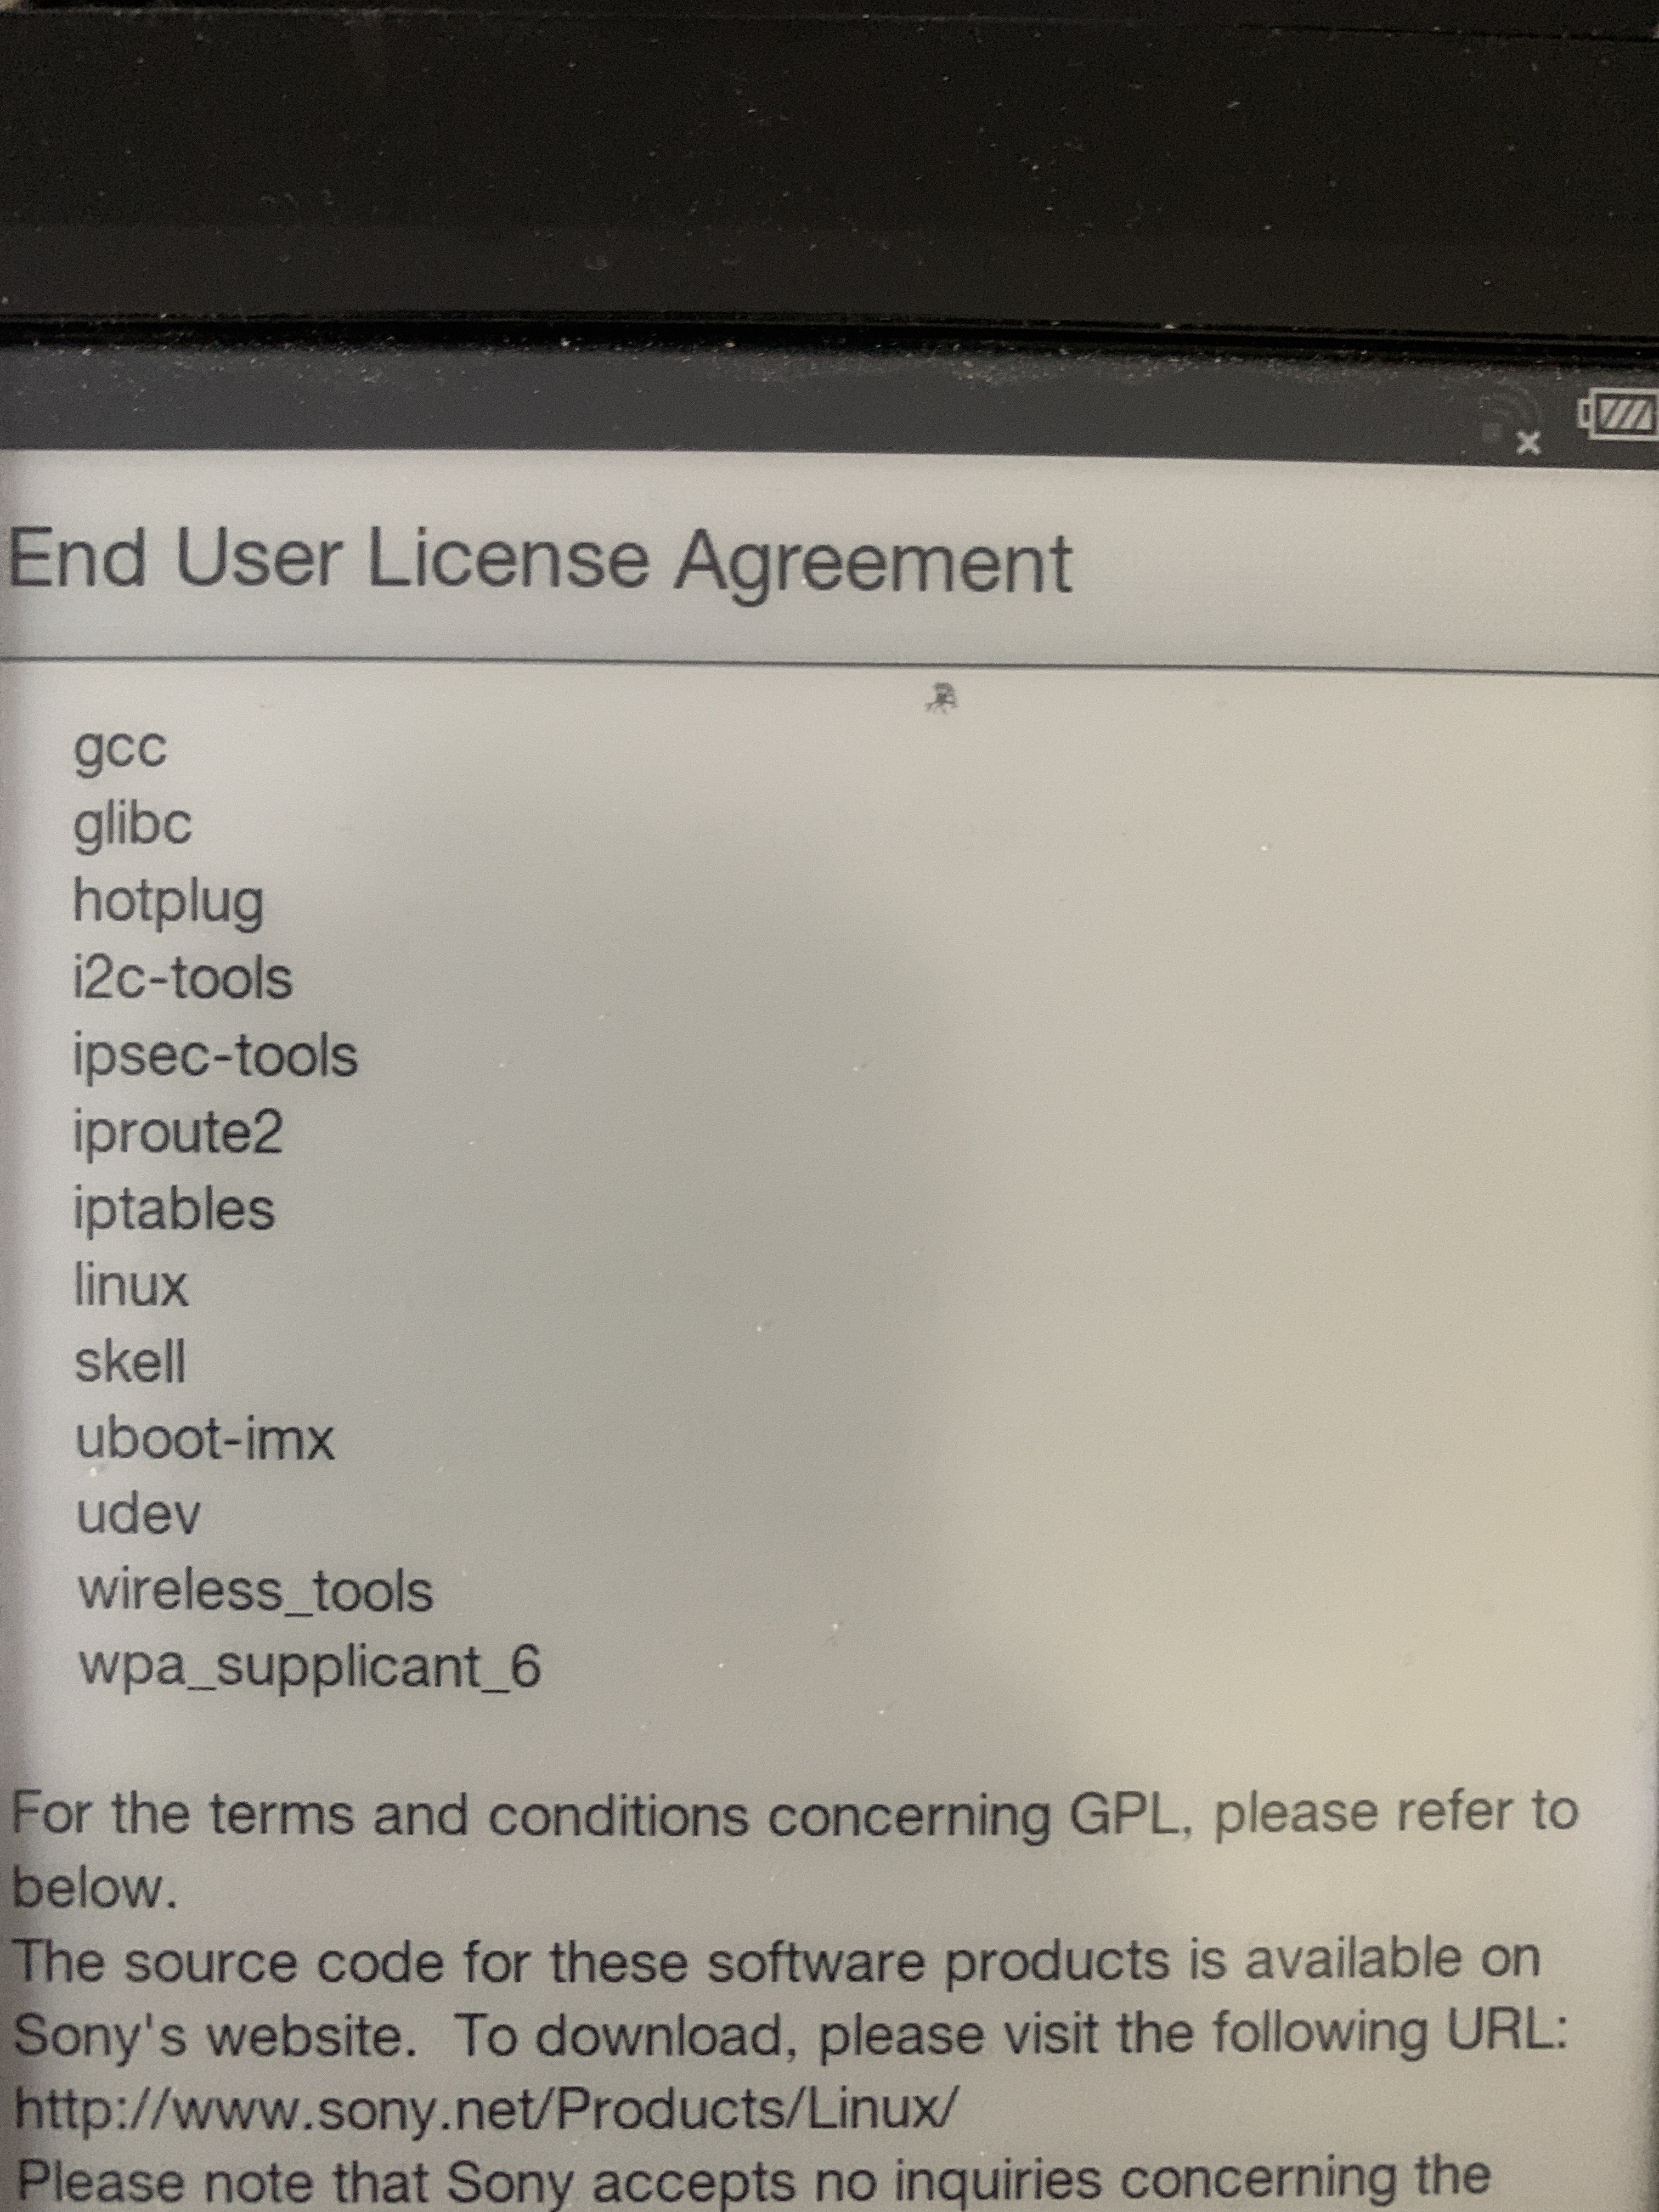 End User License Agreement
gcc
glibc
hotplug
i2c-tools
ipsec-tools
iproute2
iptables
linux
skell
uboot-imx
udev
wireless_tools
wpa_supplicant_6
For the terms and conditions concerning GPL, please refer to
below.
The source code for these software products is available on
Sony's website.  To download, please visit the following URL:
http://www.sony.net/Products/Linux/
Please note that Sony accepts no inquiries concerning the